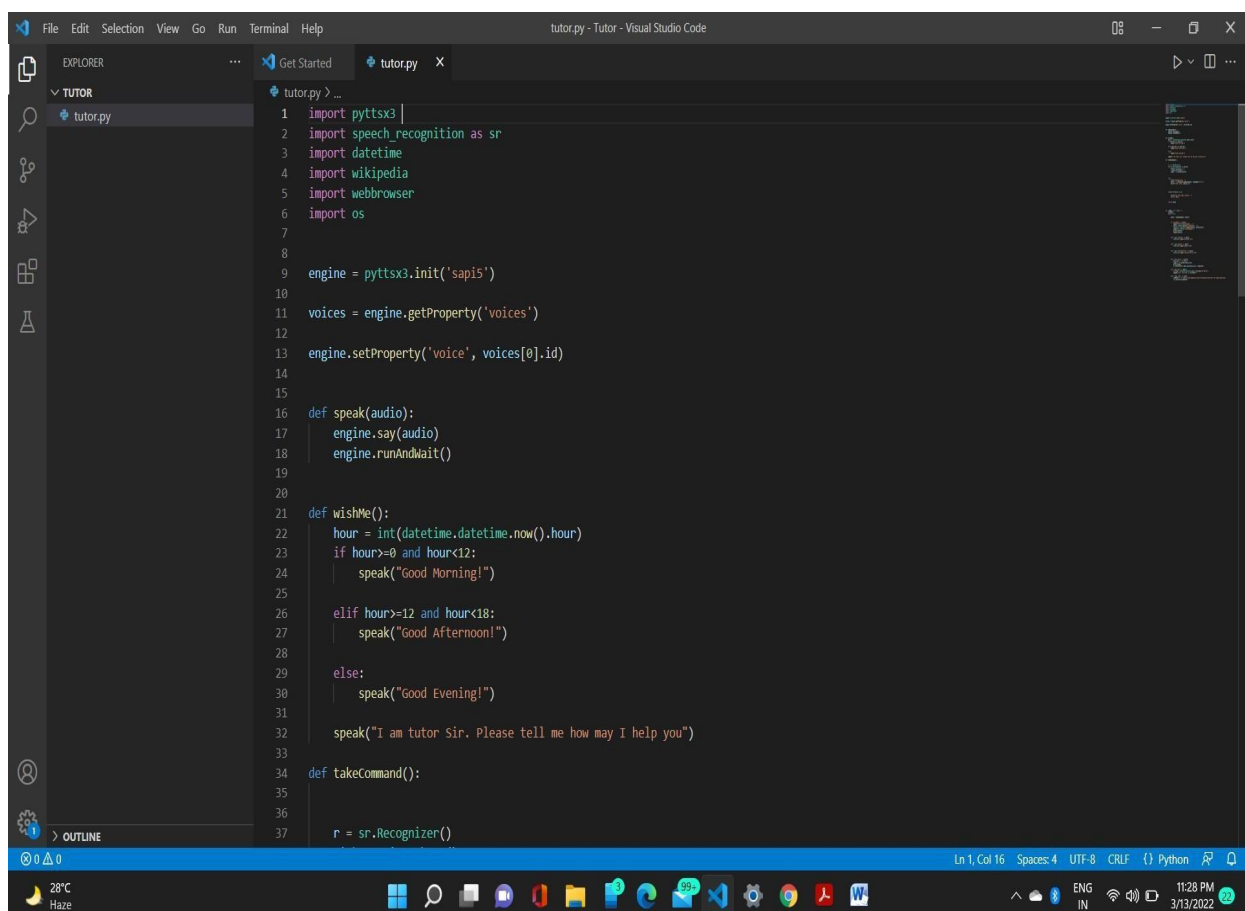 File Edit Selection View Go Run Terminal Help
tutor.py - Tutor - Visual Studio Code
EXPLORER
Get Started
tutor.py
TUTOR
tutor.py
tutor.py > ...
1 import pyttsx3
2 import speech_recognition as sr
3 import datetime
4 import wikipedia
5 import webbrowser
6 import os
7
8
9 engine = pyttsx3.init('sapi5')
10
11 voices = engine.getProperty('voices')
12
13 engine.setProperty('voice', voices[0].id)
14
15
16 def speak(audio):
17 engine.say(audio)
18 engine.runAndWait()
19
20
21 def wishMe():
22 hour = int(datetime.datetime.now().hour)
23 if hour>=0 and hour<12:
24 speak("Good Morning!")
25
26 elif hour>=12 and hour<18:
27 speak("Good Afternoon!")
28
29 else:
30 speak("Good Evening!")
31
32 speak("I am tutor Sir. Please tell me how may I help you")
33
34 def takeCommand():
35
36
37 r = sr.Recognizer()
OUTLINE
1
0 0
Ln 1, Col 16 Spaces: 4 UTF-8 CRLF {} Python
28°C
Haze
3
99+
W
ENG
IN
11:28 PM
3/13/2022
22